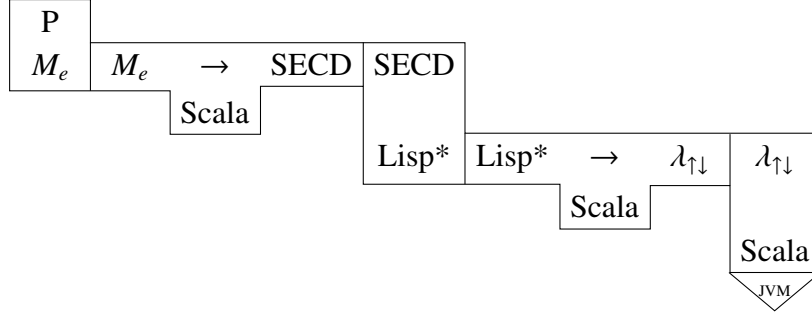 P
M_e M_e → SECD SECD
Scala
Lisp* Lisp* → λ↑↓ λ↑↓
Scala
Scala
JVM